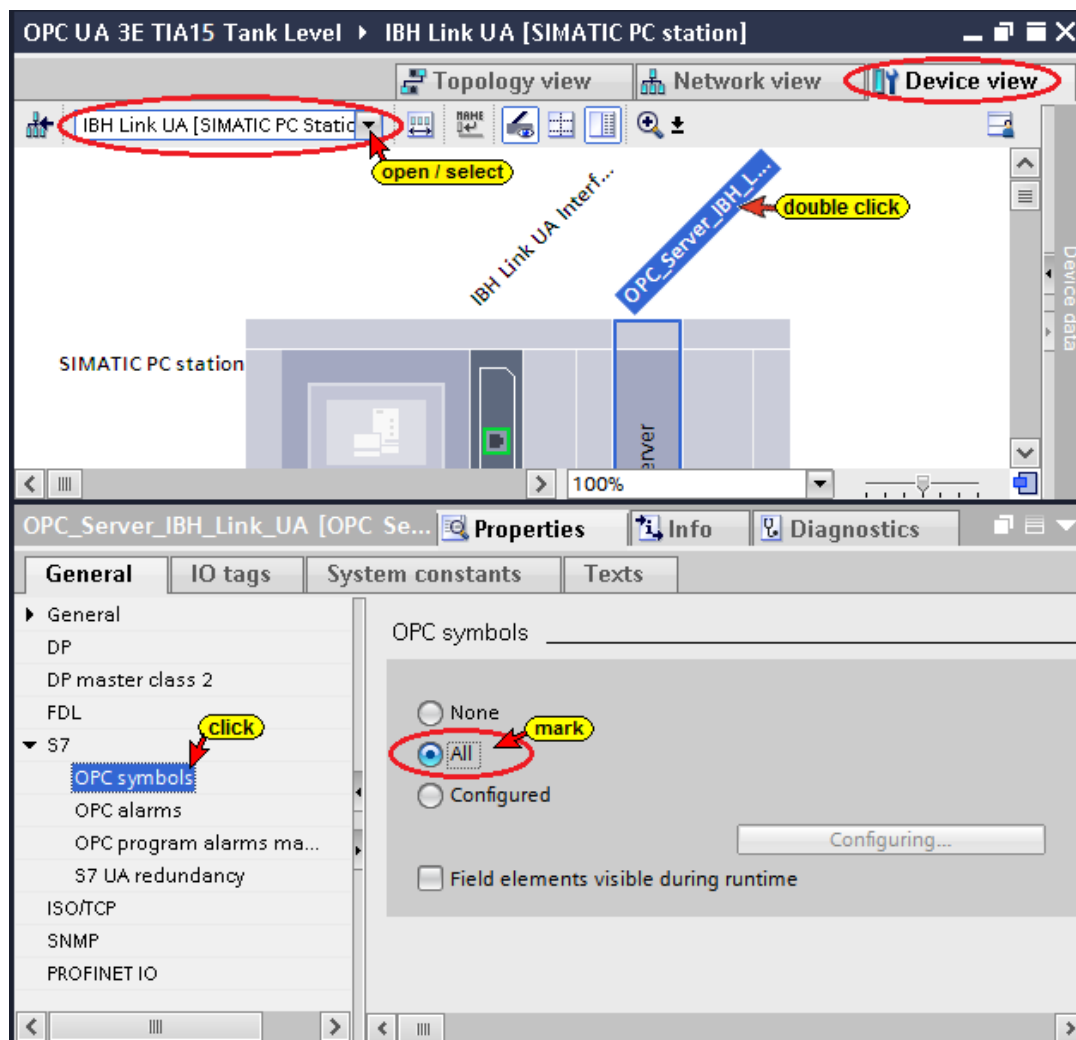 OPC UA 3E TIA15 Tank Level ▸ IBH Link UA [SIMATIC PC station]
Topology view
Network view
Device view
IBH Link UA [SIMATIC PC Static
NAME
open / select
IBH Link UA Interf...
OPC_Server_IBH_L...
double click
Device data
SIMATIC PC station
erver
100%
OPC_Server_IBH_Link_UA [OPC Se...
Properties
Info
Diagnostics
General
IO tags
System constants
Texts
General
DP
DP master class 2
FDL
click
S7
OPC symbols
OPC alarms
OPC program alarms ma...
S7 UA redundancy
ISO/TCP
SNMP
PROFINET IO
OPC symbols
None
mark
All
Configured
Configuring...
Field elements visible during runtime